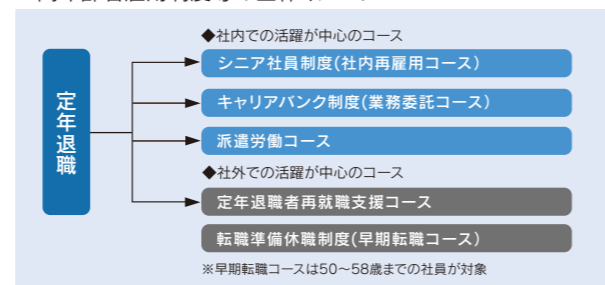 ◆社内での活躍が中心のコース
シニア社員制度(社内再雇用コース)
キャリアバンク制度(業務委託コース)
派遣労働コース
定年退職
◆社外での活躍が中心のコース
定年退職者再就職支援コース
転職準備休職制度(早期転職コース)
※早期転職コースは50〜58歳までの社員が対象